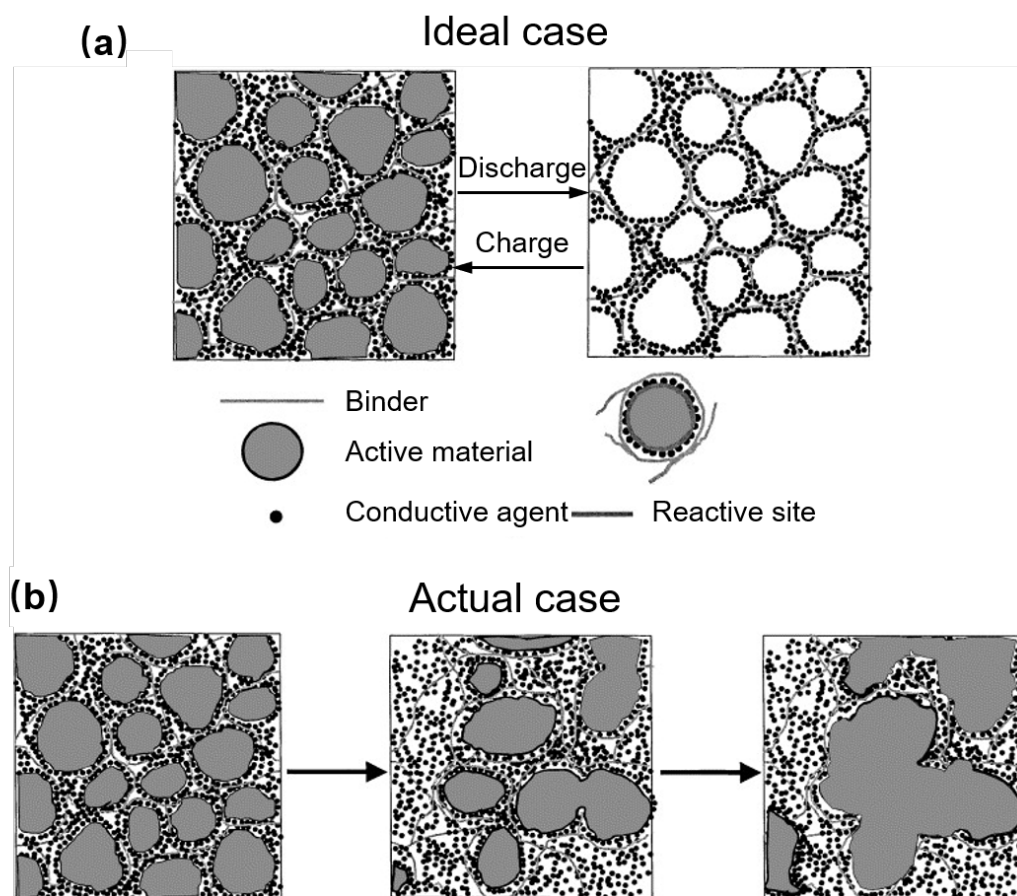 (a)
Ideal case
Discharge
Charge
Binder
Active material
Conductive agent
Reactive site
(b)
Actual case